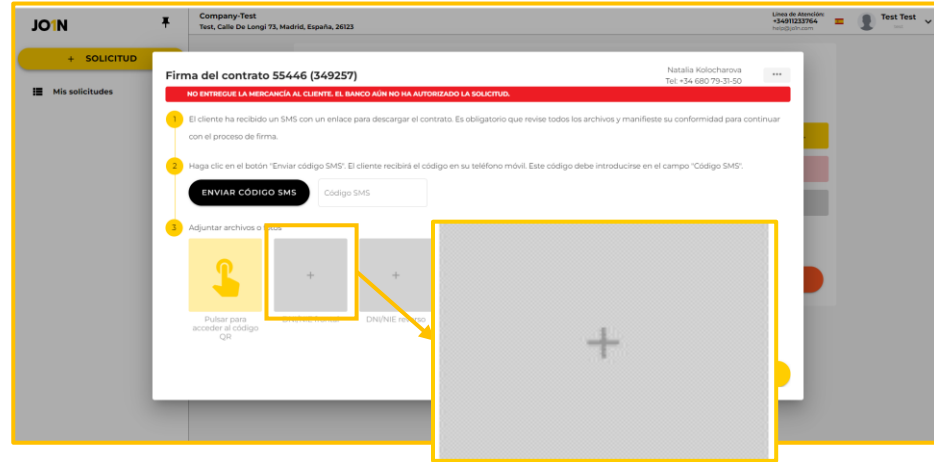 JO1N
Company-Test
Test, Calle De Longi 73, Madrid, España, 26123
Línea de Atención:
+34911233764
help@join.com
Test Test
+ SOLICITUD
Mis solicitudes
Firma del contrato 55446 (349257)
Natalia Kolocharova
Tel: +34 680 79-31-50
...
NO ENTREGUE LA MERCANCÍA AL CLIENTE. EL BANCO AÚN NO HA AUTORIZADO LA SOLICITUD.
1 El cliente ha recibido un SMS con un enlace para descargar el contrato. Es obligatorio que revise todos los archivos y manifieste su conformidad para continuar
con el proceso de firma.
2 Haga clic en el botón "Enviar código SMS". El cliente recibirá el código en su teléfono móvil. Este código debe introducirse en el campo "Código SMS".
ENVIAR CÓDIGO SMS
Código SMS
3 Adjuntar archivos o
Pulsar para
acceder al código
QR
DNI/NIE reverso